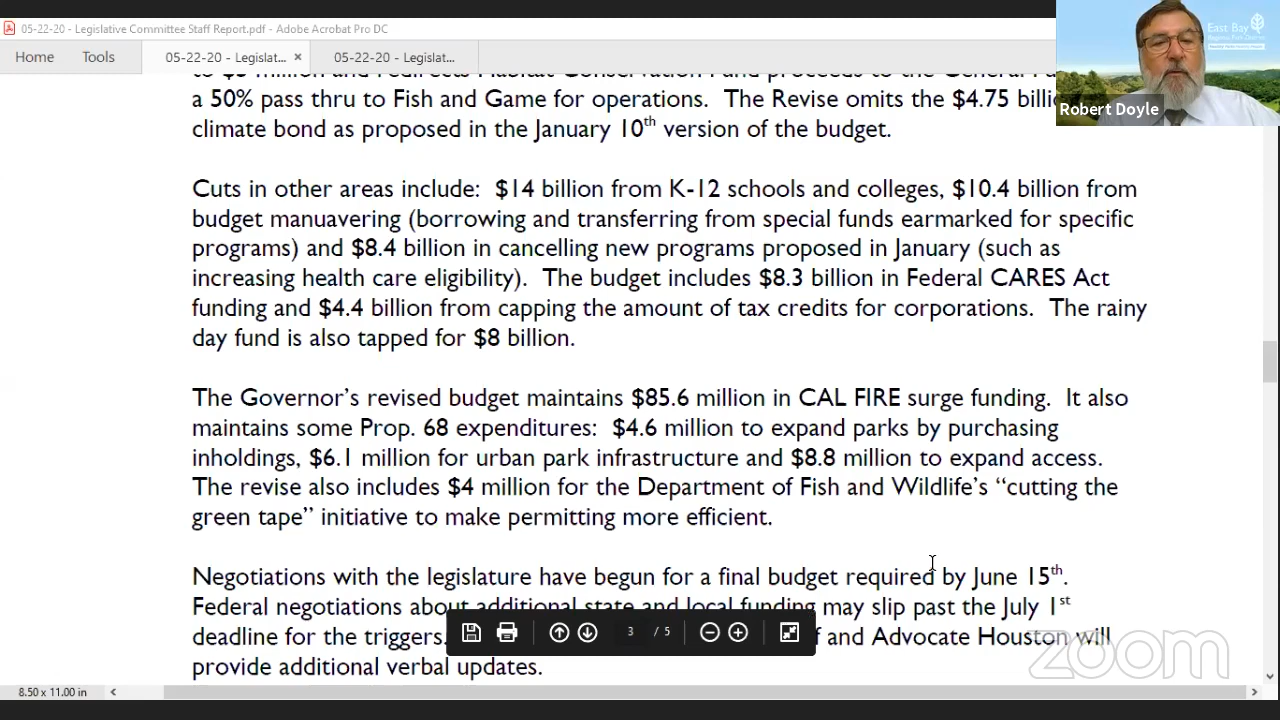 05-22-20 - Legislative Committee Staff Report.pdf - Adobe Acrobat Pro DC
Home Tools 05-22-20 - Legislat... × 05-22-20 - Legislat...
East Bay
Robert Doyle
a 50% pass thru to Fish and Game for operations. The Revise omits the $4.75
climate bond as proposed in the January 10th version of the budget.
Cuts in other areas include: $14 billion from K-12 schools and colleges, $10.4 billion from
budget manuavering (borrowing and transferring from special funds earmarked for specific
programs) and $8.4 billion in cancelling new programs proposed in January (such as
increasing health care eligibility). The budget includes $8.3 billion in Federal CARES Act
funding and $4.4 billion from capping the amount of tax credits for corporations. The rainy
day fund is also tapped for $8 billion.
The Governor's revised budget maintains $85.6 million in CAL FIRE surge funding. It also
maintains some Prop. 68 expenditures: $4.6 million to expand parks by purchasing
inholdings, $6.1 million for urban park infrastructure and $8.8 million to expand access.
The revise also includes $4 million for the Department of Fish and Wildlife's “cutting the
green tape” initiative to make permitting more efficient.
Negotiations with the legislature have begun for a final budget required by June 15th.
Federal negotiations about additional state and local funding may slip past the July 1st
deadline for the triggers. and Advocate Houston will
provide additional verbal updates.
3 / 5
zoom
8.50 x 11.00 in